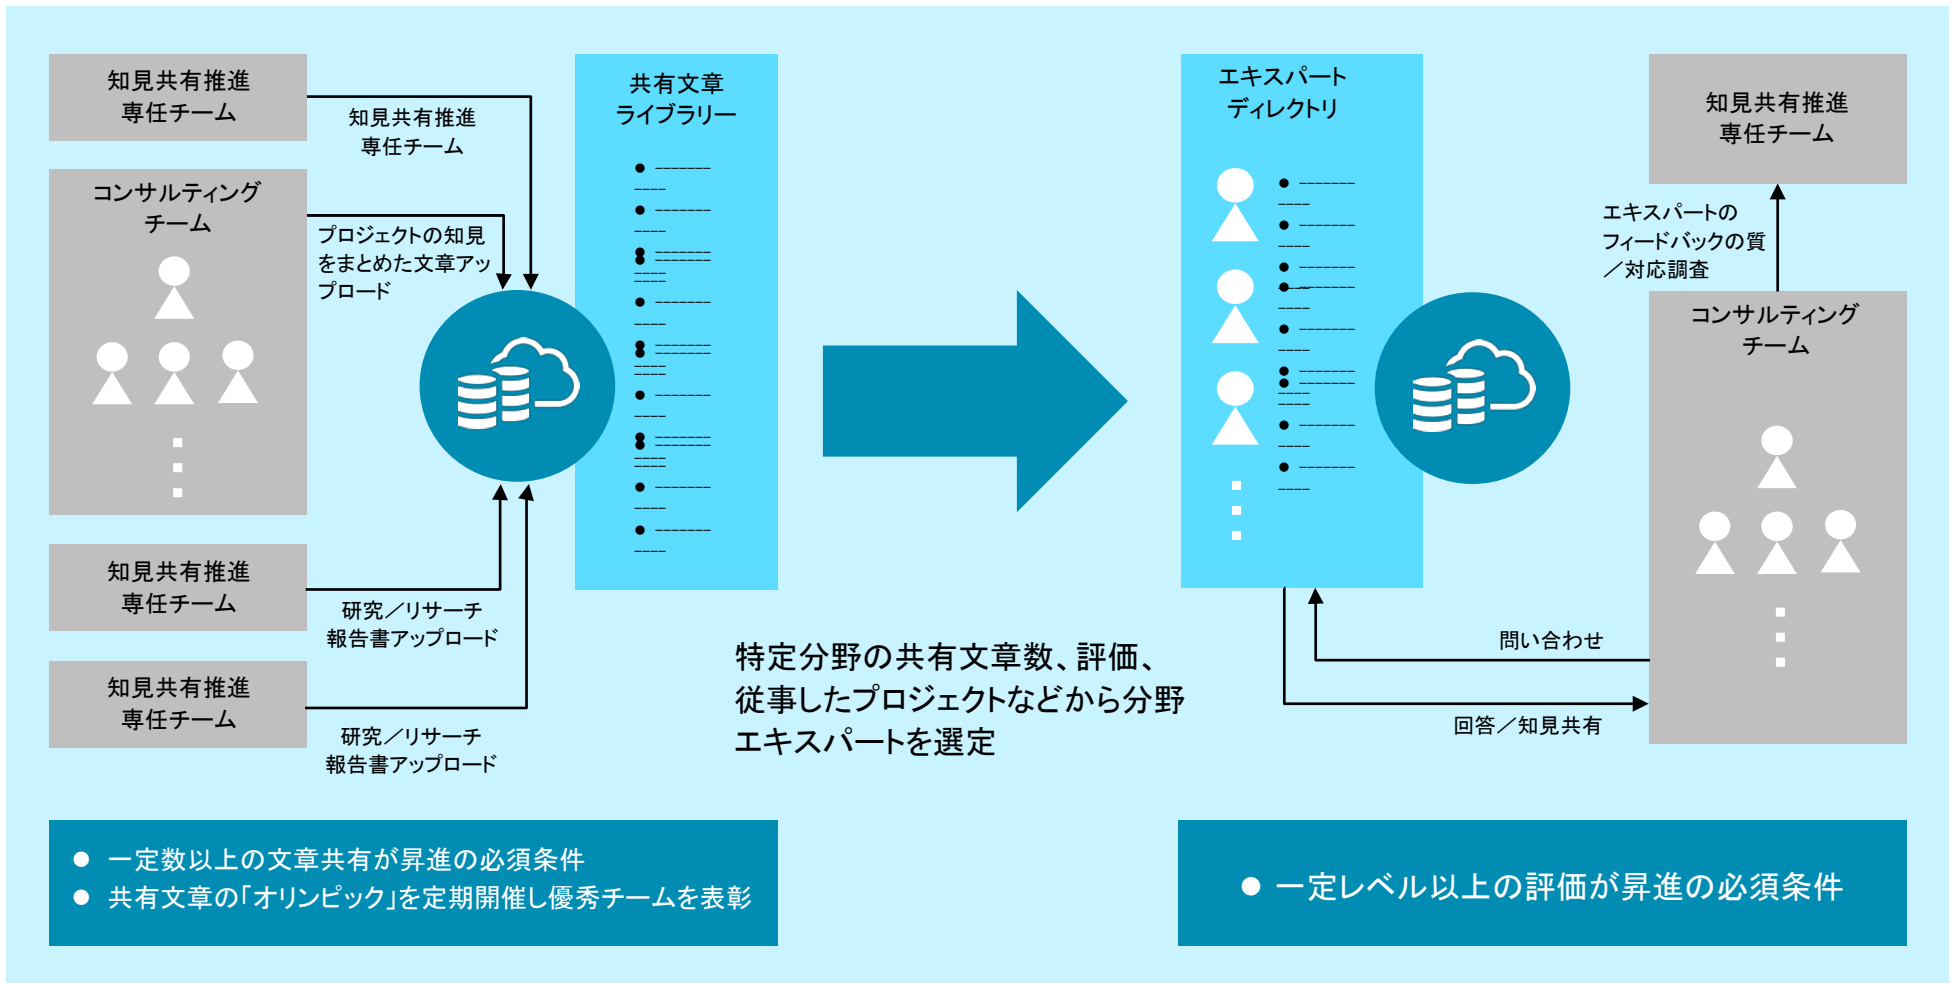 知見共有推進
専任チーム
知見共有推進
専任チーム
コンサルティング
チーム
プロジェクトの知見
をまとめた文章アッ
プロード
知見共有推進
専任チーム
研究／リサーチ
報告書アップロード
知見共有推進
専任チーム
研究／リサーチ
報告書アップロード
共有文章
ライブラリー
特定分野の共有文章数、評価、
従事したプロジェクトなどから分野
エキスパートを選定
エキスパート
ディレクトリ
知見共有推進
専任チーム
エキスパートの
フィードバックの質
／対応調査
コンサルティング
チーム
問い合わせ
回答／知見共有
● 一定数以上の文章共有が昇進の必須条件
● 共有文章の「オリンピック」を定期開催し優秀チームを表彰
● 一定レベル以上の評価が昇進の必須条件